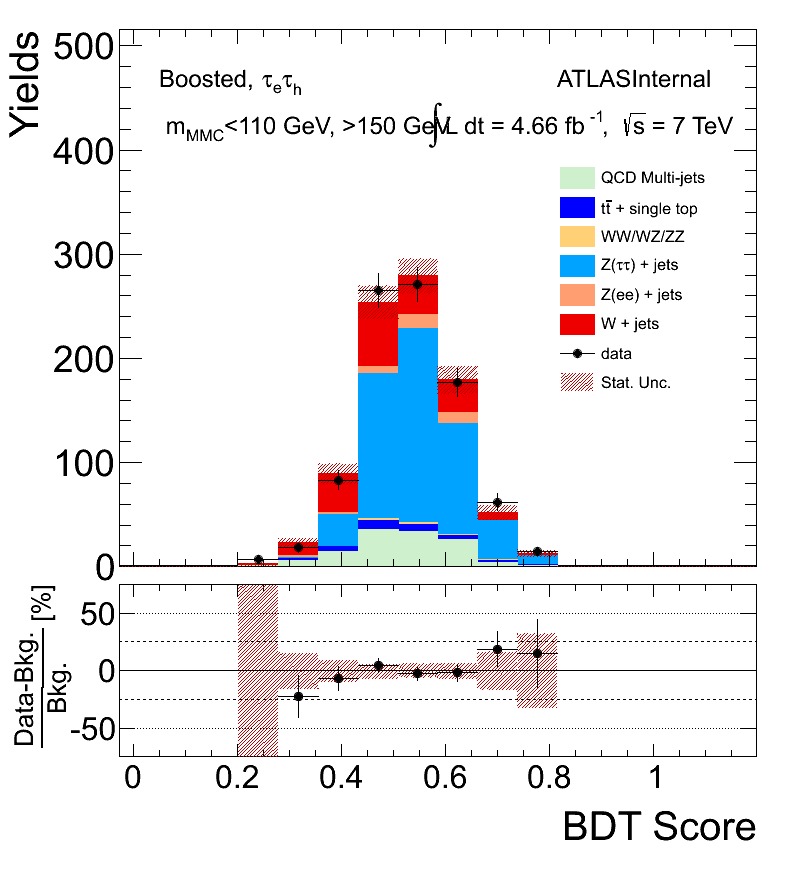 Yields
500
400
300
200
100
0
Boosted, τeτh
ATLASInternal
mMMC<110 GeV, >150 GeV
∫L dt = 4.66 fb-1, √s = 7 TeV
QCD Multi-jets
tt̄ + single top
WW/WZ/ZZ
Z(ττ) + jets
Z(ee) + jets
W + jets
data
Stat. Unc.
Data-Bkg.
Bkg.
[%]
50
0
-50
0 0.2 0.4 0.6 0.8 1
BDT Score